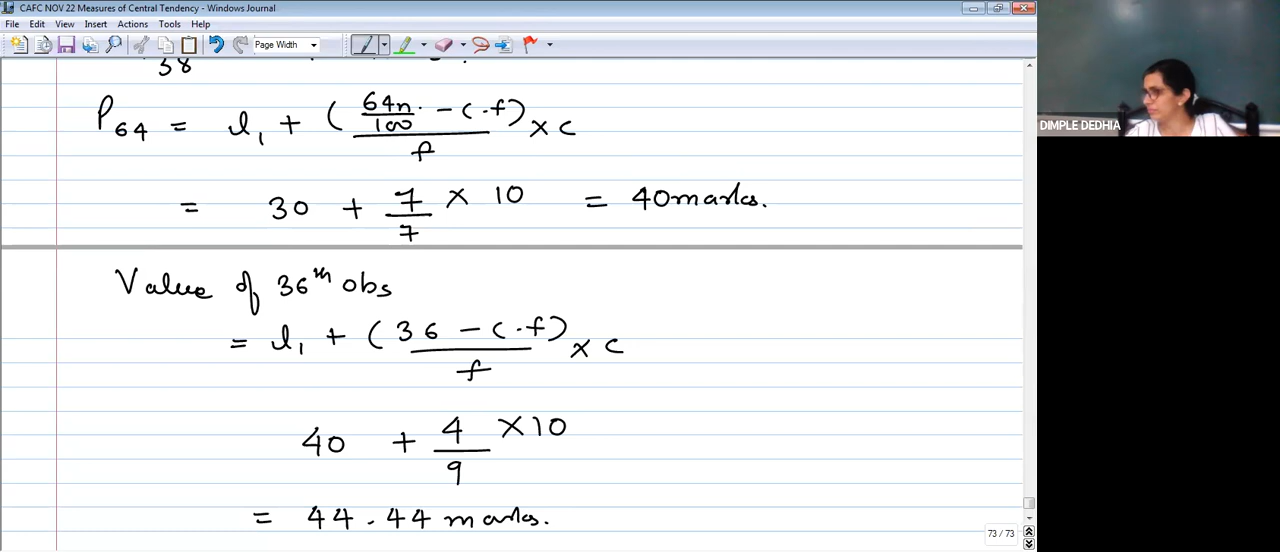 CAFC NOV 22 Measures of Central Tendency - Windows Journal
File Edit View Insert Actions Tools Help
Page Width
38
P₆₄ = l₁ + (64n/100 - c.f)/f × c
= 30 + 7/7 × 10 = 40 marks.
Value of 36th obs
= l₁ + (36 - c.f)/f × c
40 + 4/9 × 10
= 44.44 marks.
73 / 73
DIMPLE DEDHIA